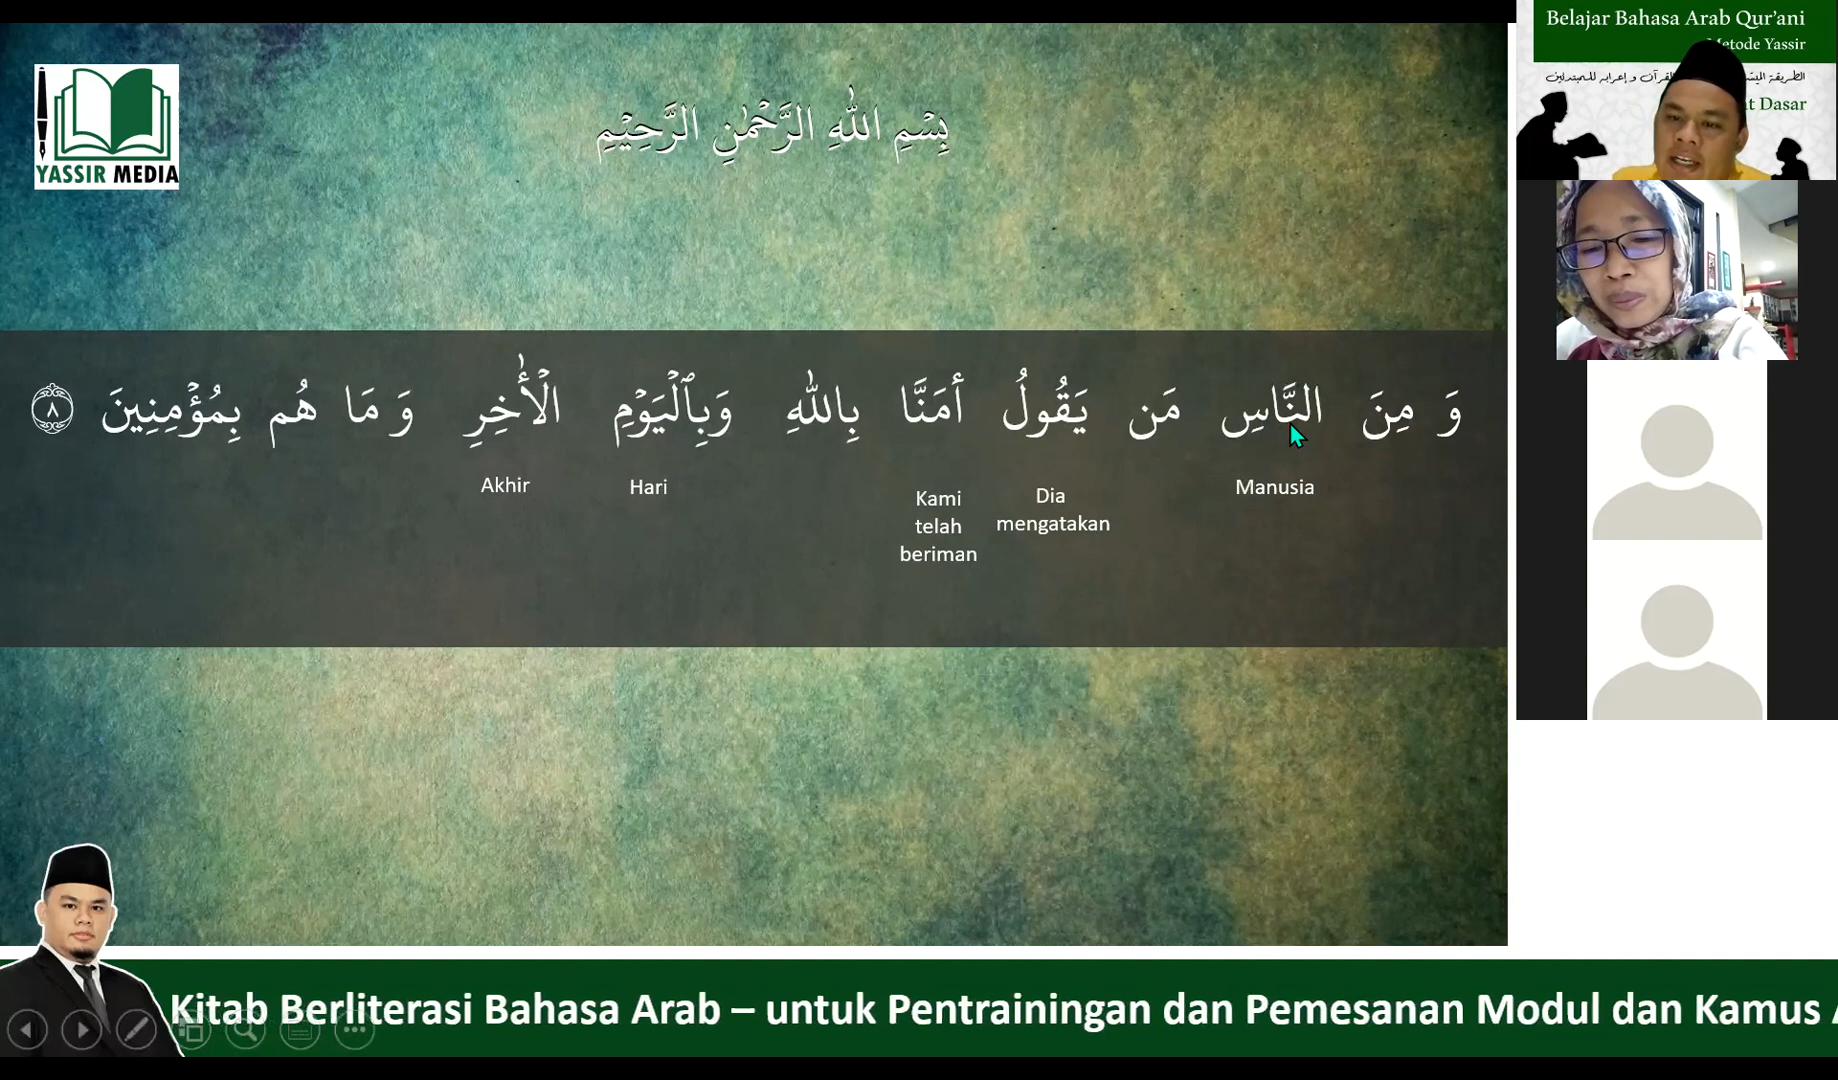 YASSIR MEDIA
بِسْمِ اللّٰهِ الرَّحْمٰنِ الرَّحِيْمِ
وَ مِنَ النَّاسِ مَن يَقُولُ أمَنَّا بِاللّٰهِ وَبِٱلْيَوْمِ الْأٰخِرِ وَ مَا هُم بِمُؤْمِنِينَ ٨
Manusia
Dia
mengatakan
Kami
telah
beriman
Hari
Akhir
Belajar Bahasa Arab Qur'ani
Metode Yassir
Dasar
Kitab Berliterasi Bahasa Arab – untuk Pentrainingan dan Pemesanan Modul dan Kamus